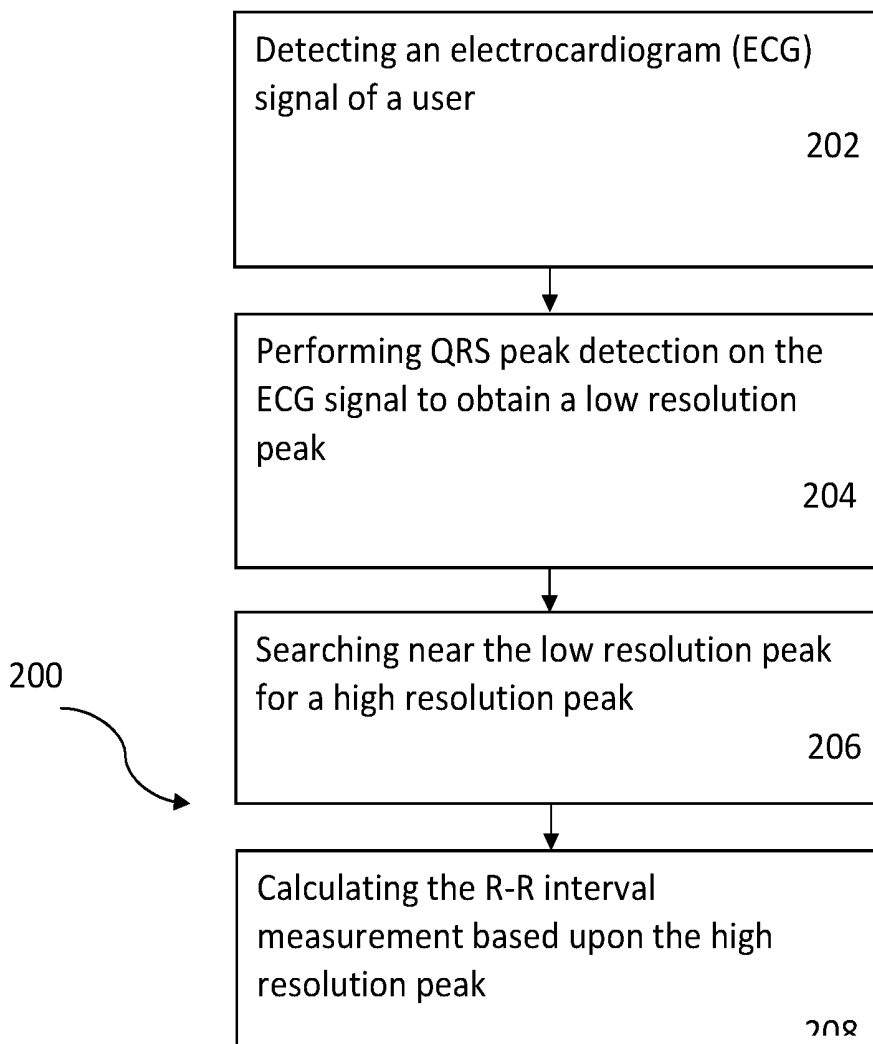 Detecting an electrocardiogram (ECG)
signal of a user
202
Performing QRS peak detection on the
ECG signal to obtain a low resolution
peak
204
Searching near the low resolution peak
for a high resolution peak
206
200
Calculating the R-R interval
measurement based upon the high
resolution peak
208